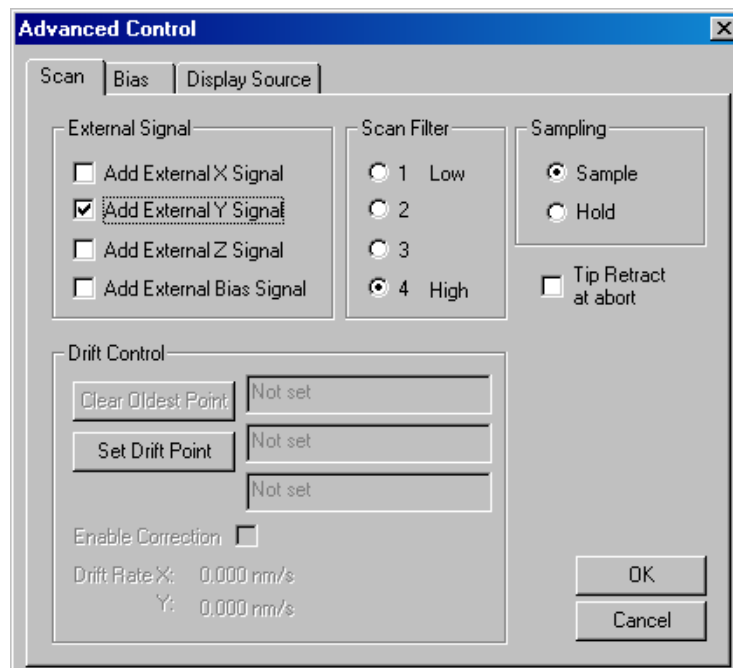 Advanced Control
Scan Bias Display Source
External Signal
Add External X Signal
Add External Y Signal
Add External Z Signal
Add External Bias Signal
Scan Filter
1 Low
2
3
4 High
Sampling
Sample
Hold
Tip Retract
at abort
Drift Control
Clear Oldest Point Not set
Set Drift Point Not set
Not set
Enable Correction
Drift Rate X: 0.000 nm/s
Y: 0.000 nm/s
OK
Cancel